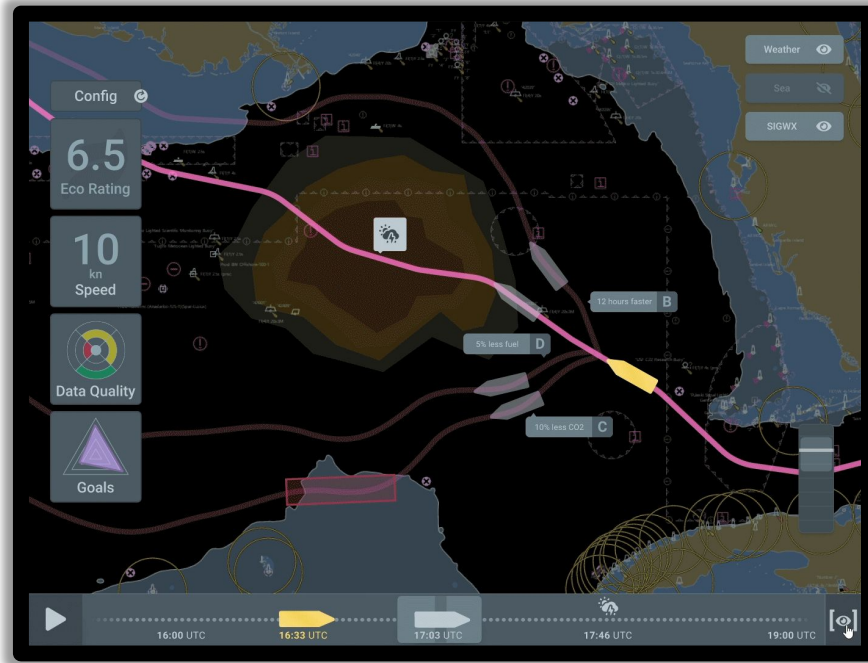 Config
6.5
Eco Rating
10
kn
Speed
Data Quality
Goals
Weather
Sea
SIGWX
12 hours faster B
5% less fuel D
10% less CO2 C
16:00 UTC
16:33 UTC
17:03 UTC
17:46 UTC
19:00 UTC